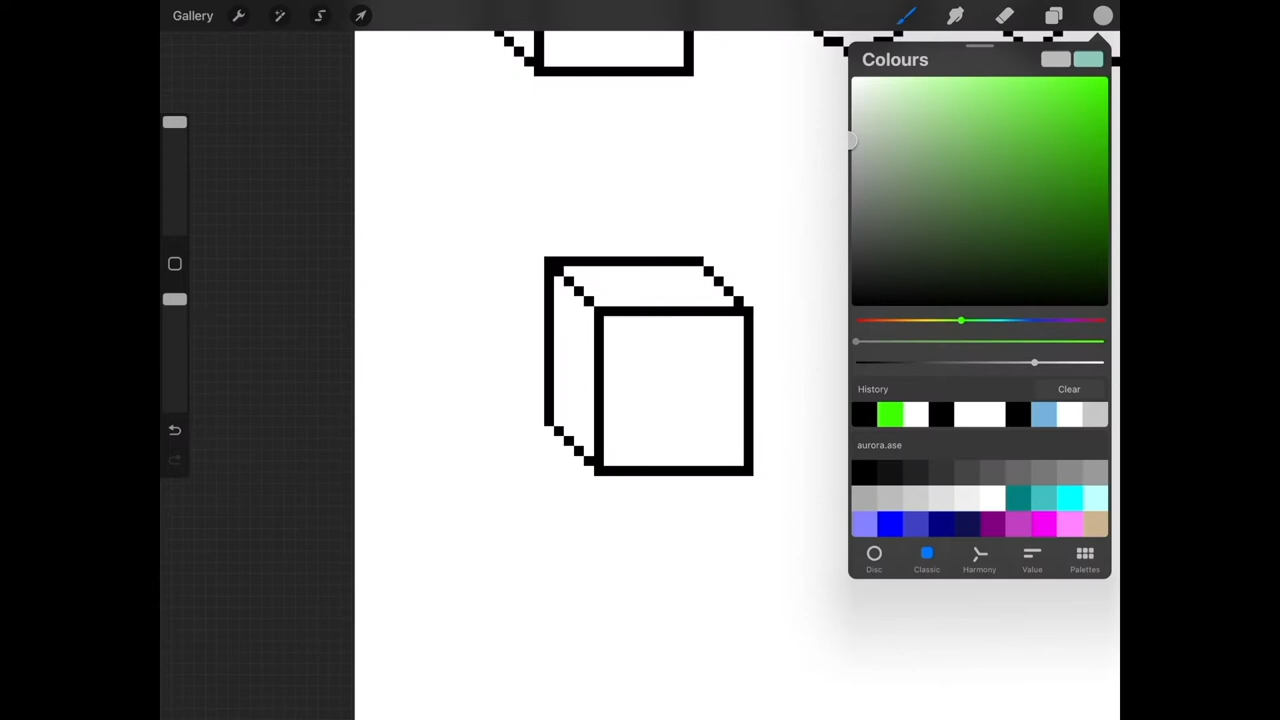 Gallery
Colours
History
Clear
aurora.ase
Disc
Classic
Harmony
Value
Palettes